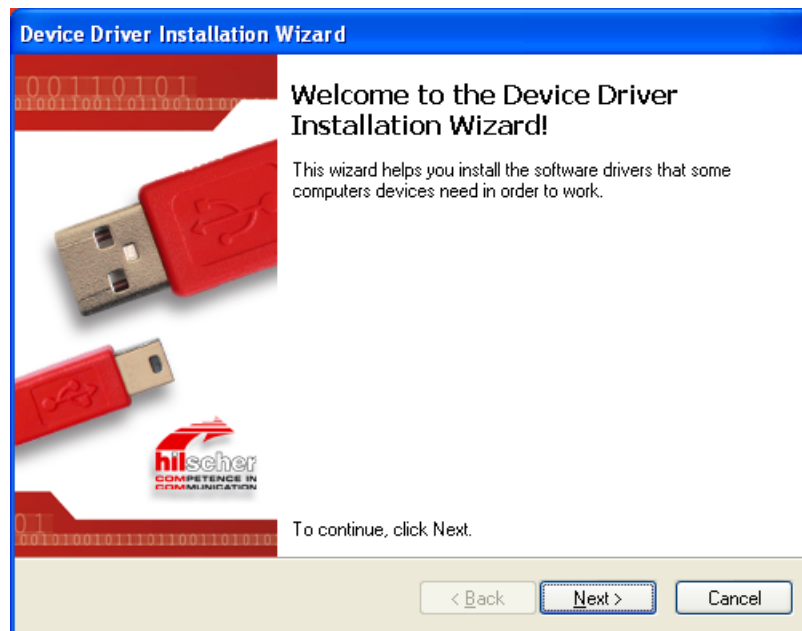 Device Driver Installation Wizard
00110101
Welcome to the Device Driver
Installation Wizard!
This wizard helps you install the software drivers that some
computers devices need in order to work.
hilscher
COMPETENCE IN
COMMUNICATION
To continue, click Next.
01
< Back
Next >
Cancel